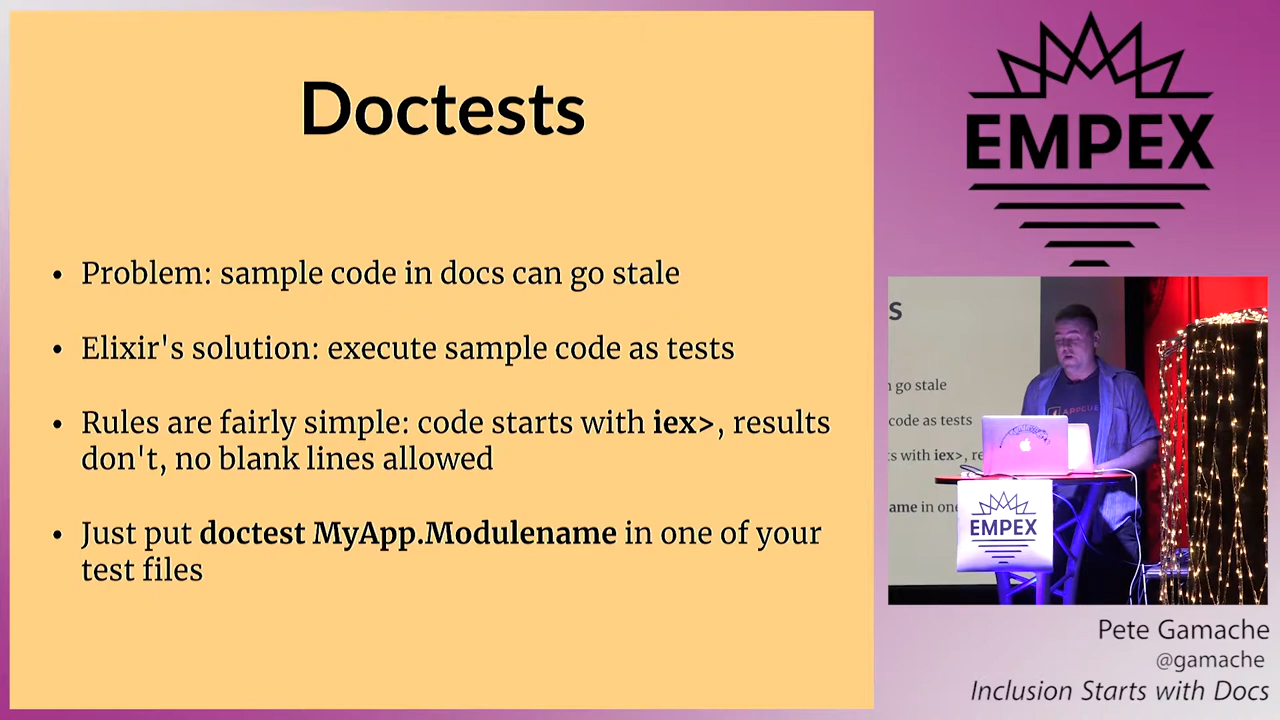 Doctests
• Problem: sample code in docs can go stale
• Elixir's solution: execute sample code as tests
• Rules are fairly simple: code starts with iex>, results
don't, no blank lines allowed
• Just put doctest MyApp.Modulename in one of your
test files
EMPEX
s
go stale
code as tests
s with iex>, re
ame in one
APPCUE
EMPEX
Pete Gamache
@gamache
Inclusion Starts with Docs